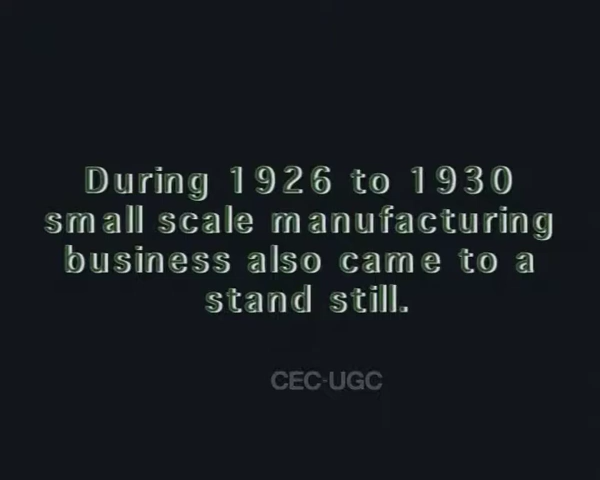 During 1926 to 1930
small scale manufacturing
business also came to a
stand still.
CEC-UGC